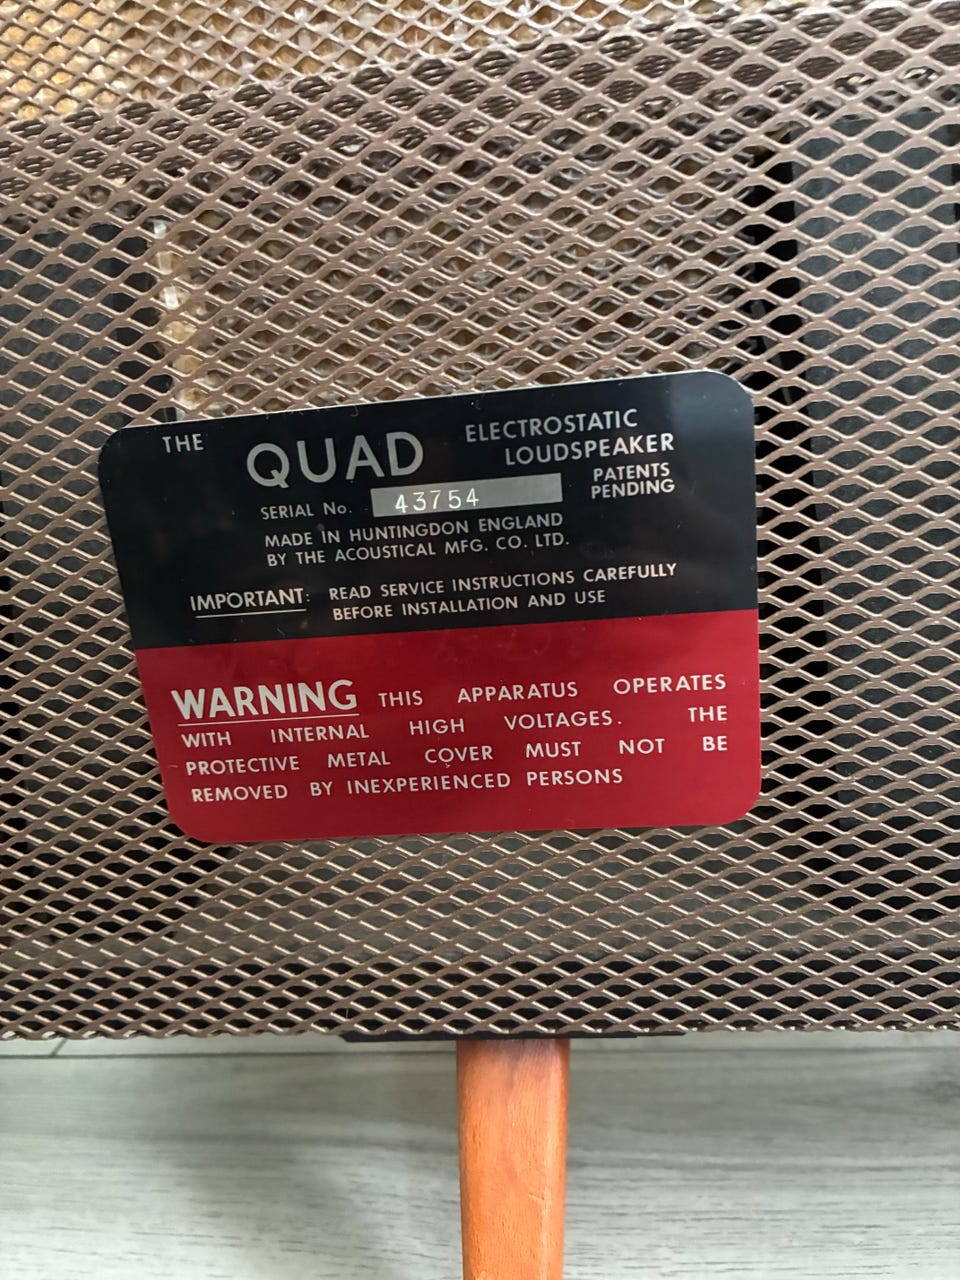 THE QUAD ELECTROSTATIC
LOUDSPEAKER
SERIAL No. 43754 PATENTS
PENDING
MADE IN HUNTINGDON ENGLAND
BY THE ACOUSTICAL MFG. CO. LTD.
IMPORTANT: READ SERVICE INSTRUCTIONS CAREFULLY
BEFORE INSTALLATION AND USE
WARNING THIS APPARATUS OPERATES
WITH INTERNAL HIGH VOLTAGES. THE
PROTECTIVE METAL COVER MUST NOT BE
REMOVED BY INEXPERIENCED PERSONS